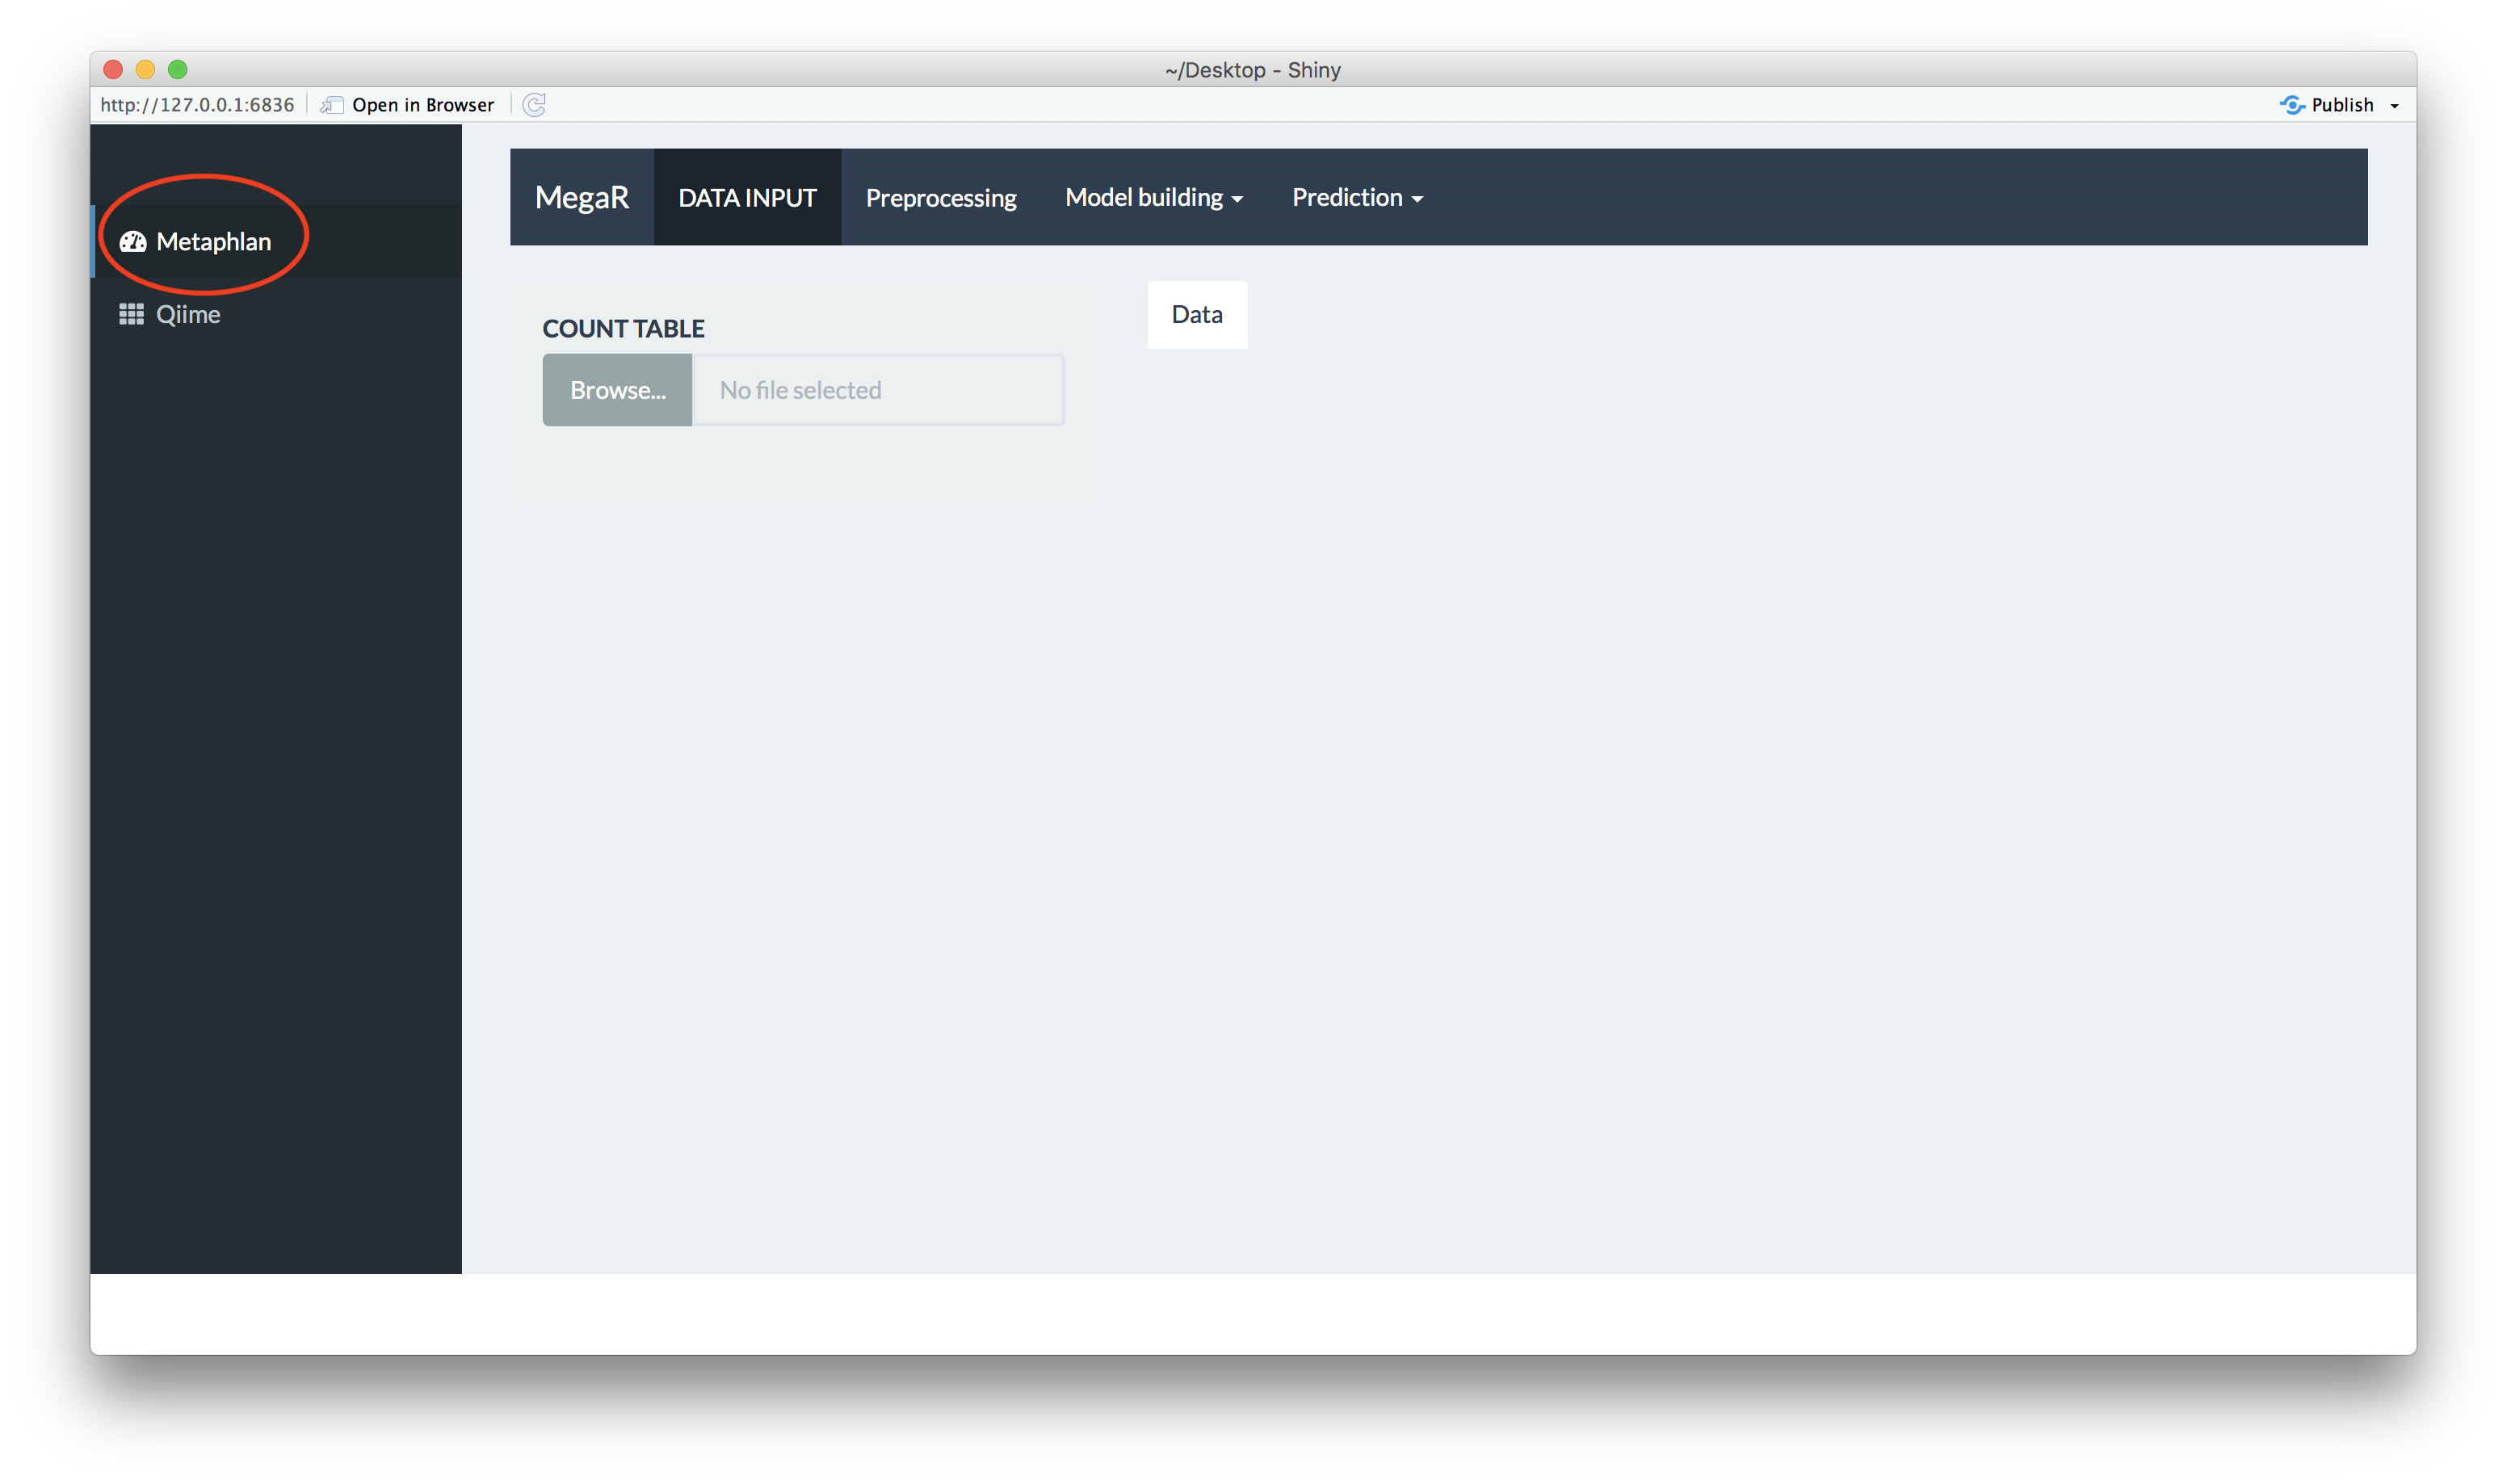 ~/Desktop - Shiny
http://127.0.0.1:6836 Open in Browser Publish
MegaR DATA INPUT Preprocessing Model building Prediction
Metaphlan
Qiime
Data
COUNT TABLE
Browse... No file selected